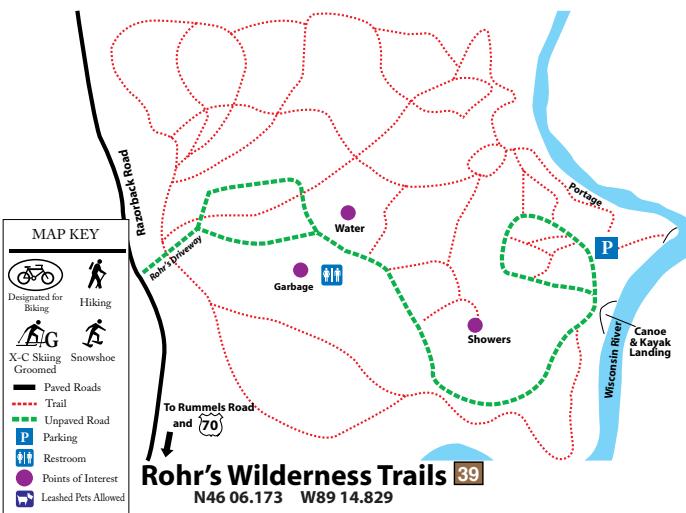 Razorback Road
Portage
Water
P
Rohr's Driveway
Garbage
Showers
Wisconsin River
Canoe
& Kayak
Landing
MAP KEY
Designated for
Biking
Hiking
G
X-C Skiing
Groomed
Snowshoe
Paved Roads
Trail
Unpaved Road
P
Parking
Restroom
Points of Interest
Leashed Pets Allowed
To Rummels Road
and 70
Rohr's Wilderness Trails 39
N46 06.173 W89 14.829